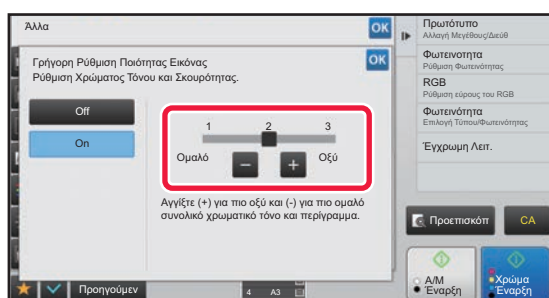 Άλλα
OK
Γρήγορη Ρύθμιση Ποιότητας Εικόνας
Ρύθμιση Χρώματος Τόνου και Σκουρότητας.
OK
Off
On
1 2 3
Ομαλό
Οξύ
Αγγίξτε (+) για πιο οξύ και (-) για πιο ομαλό
συνολικό χρωματικό τόνο και περίγραμμα.
Προηγούμεν
4 A3
Πρωτότυπο
Αλλαγή Μεγέθους/Διεύθ
Φωτεινοτητα
Ρύθμιση Φωτεινότητας
RGB
Ρύθμιση εύρους του RGB
Φωτεινότητα
Επιλογή Τύπου/Φωτεινότητας
Έγχρωμη Λειτ.
Προεπισκόπ
CA
A/M
Έναρξη
Χρώμα
Έναρξη